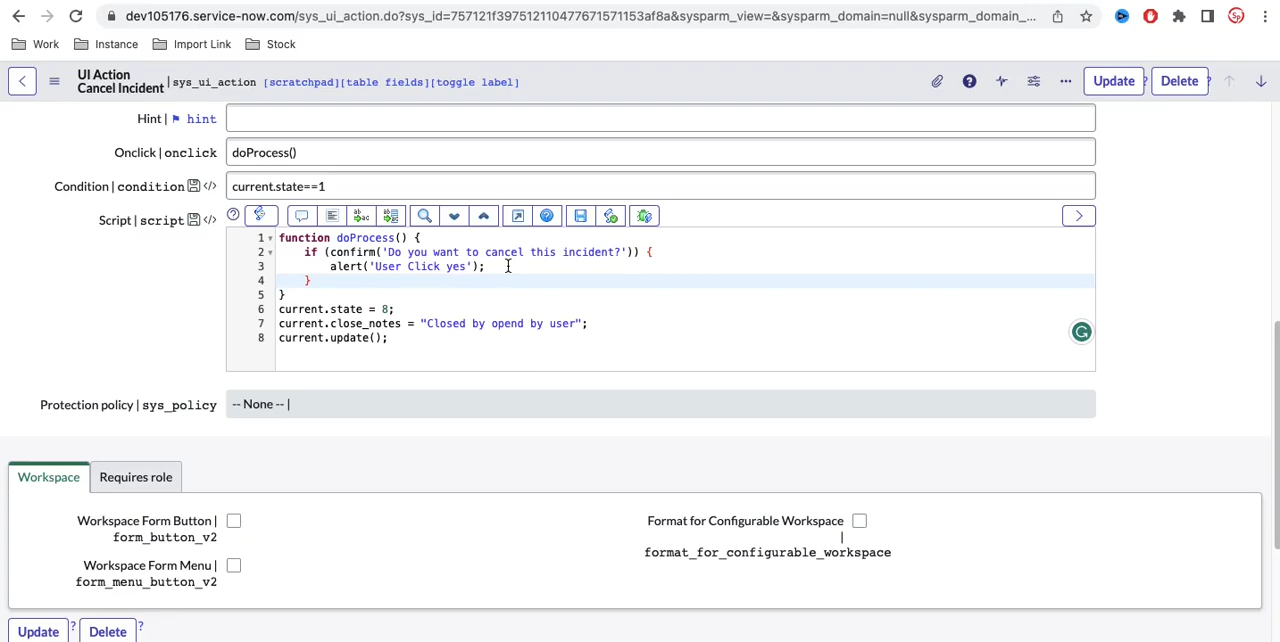 dev105176.service-now.com/sys_ui_action.do?sys_id=757121f397512110477671571153af8a&sysparm_view=&sysparm_domain=null&sysparm_domain_...
Sp
Work Instance Import Link Stock
UI Action
Cancel Incident | sys_ui_action [scratchpad][table fields][toggle label] Update ? Delete ?
Hint | hint
Onclick | onclick doProcess()
Condition | condition current.state==1
Script | script
1 function doProcess() {
2 if (confirm('Do you want to cancel this incident?')) {
3 alert('User Click yes');
4 }
5 }
6 current.state = 8;
7 current.close_notes = "Closed by opend by user";
8 current.update();
Protection policy | sys_policy -- None -- |
Workspace Requires role
Workspace Form Button |
form_button_v2
Format for Configurable Workspace
|
format_for_configurable_workspace
Workspace Form Menu |
form_menu_button_v2
Update ? Delete ?